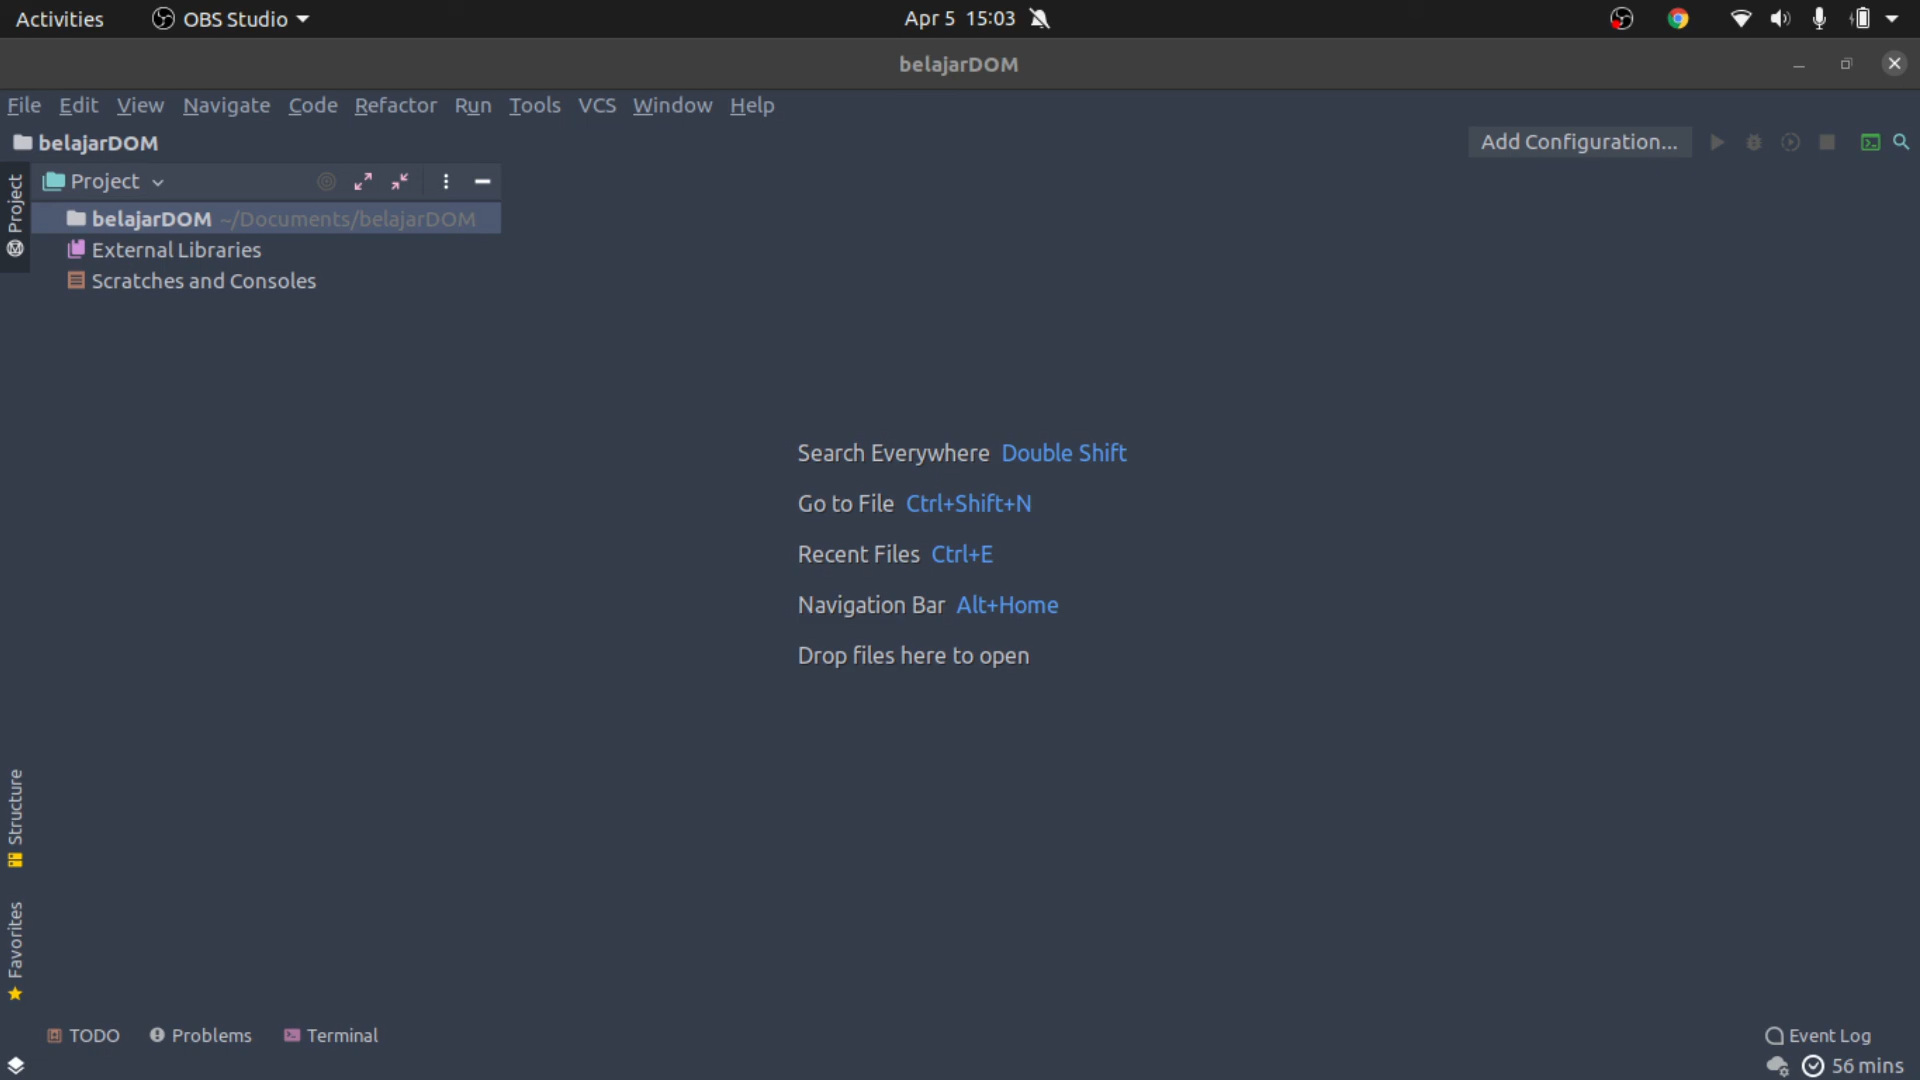 Activities OBS Studio Apr 5 15:03
belajarDOM
File Edit View Navigate Code Refactor Run Tools VCS Window Help
belajarDOM Add Configuration...
Project
Project
belajarDOM ~/Documents/belajarDOM
External Libraries
Scratches and Consoles
Search Everywhere Double Shift
Go to File Ctrl+Shift+N
Recent Files Ctrl+E
Navigation Bar Alt+Home
Drop files here to open
Structure
Favorites
TODO Problems Terminal Event Log
56 mins